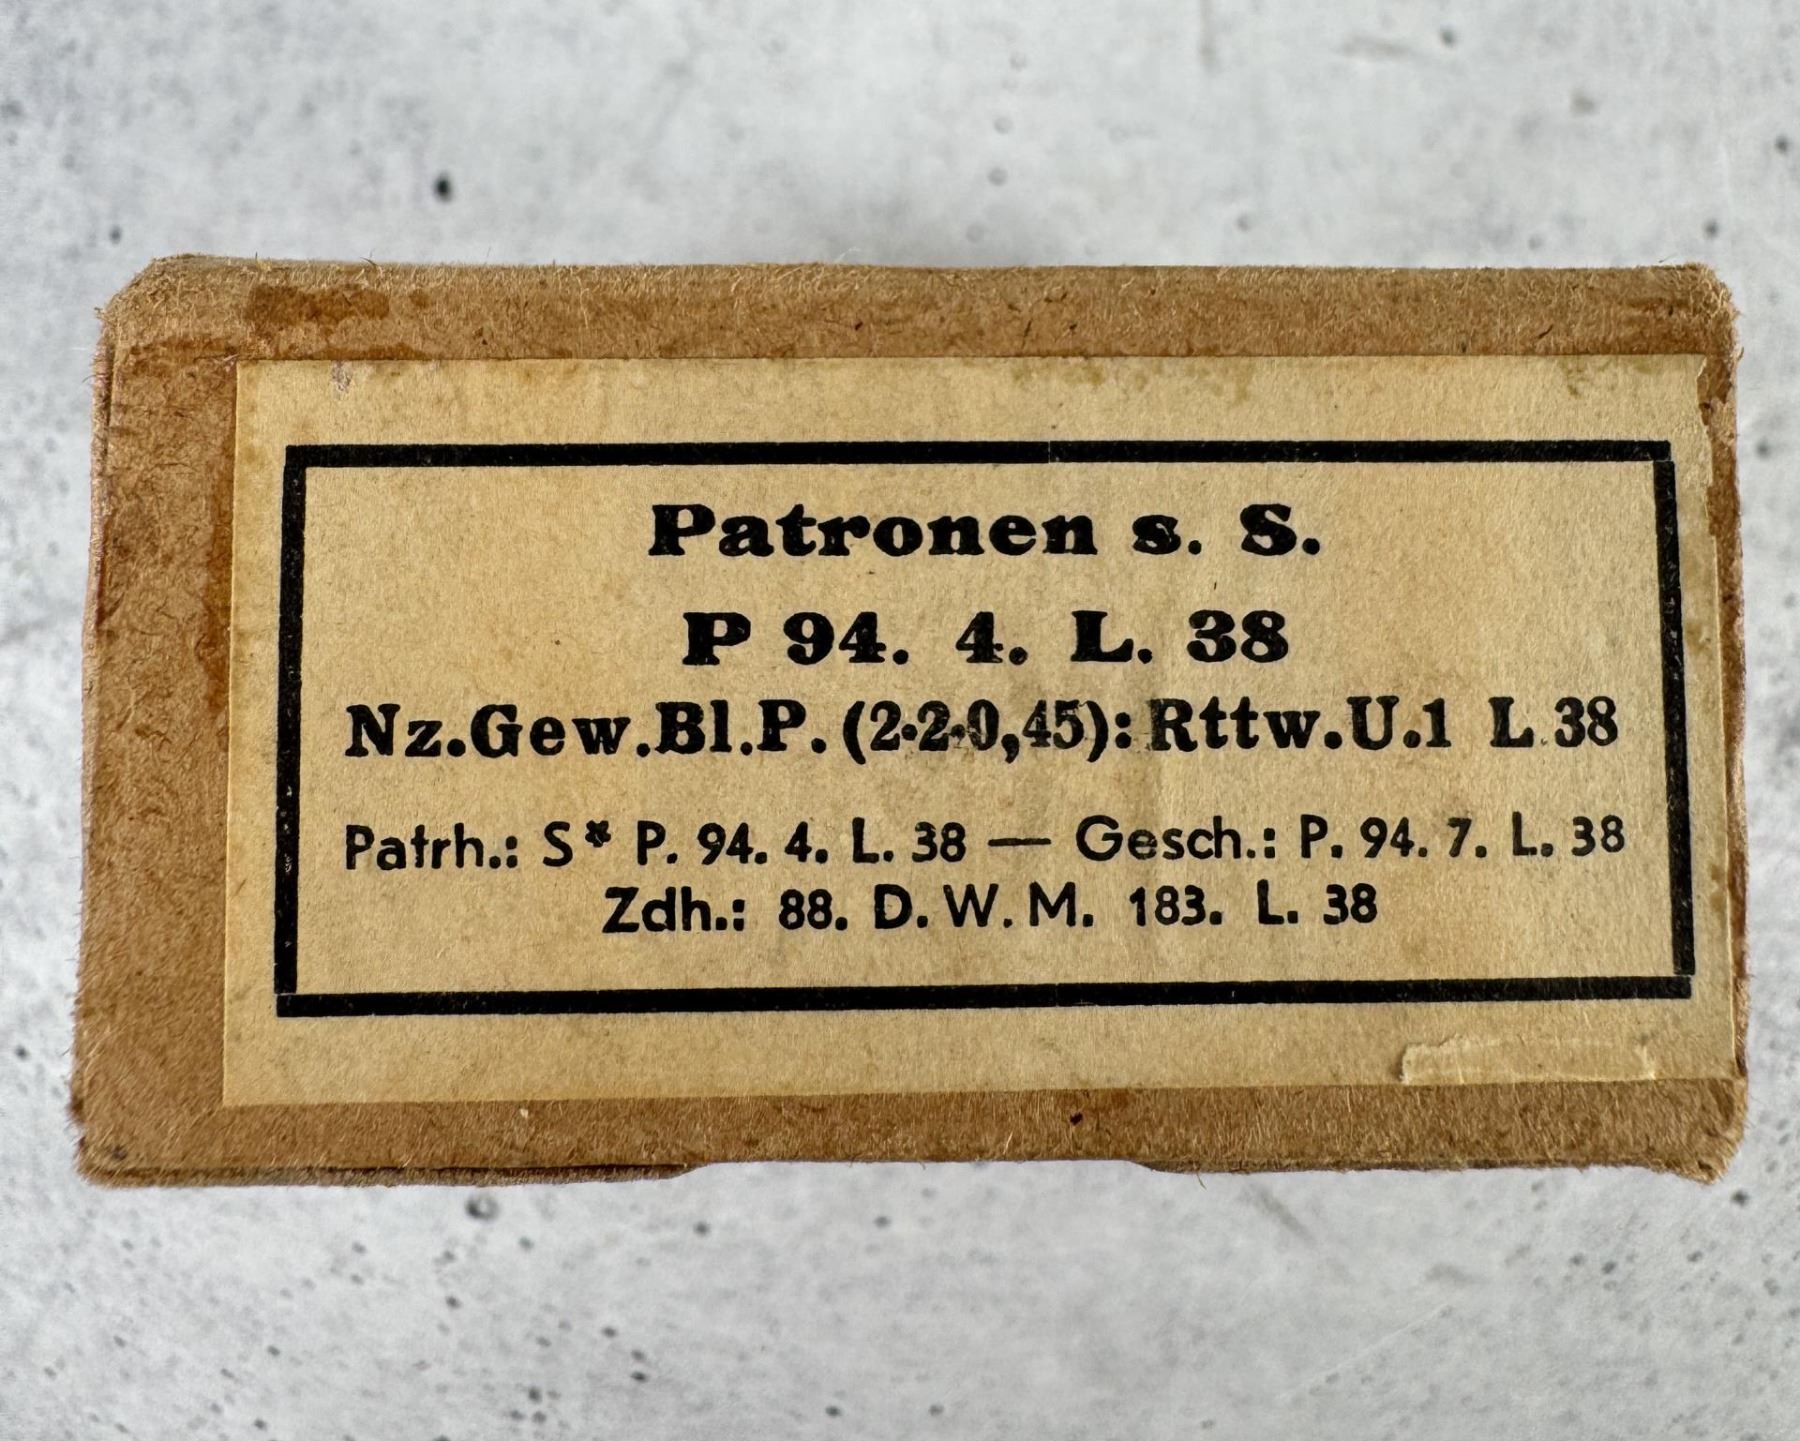 Patronen s. S.
P 94. 4. L. 38
Nz.Gew.Bl.P. (2·2·0,45): Rttw.U.1 L 38
Patrh.: S* P. 94. 4. L. 38 — Gesch.: P. 94. 7. L. 38
Zdh.: 88. D. W. M. 183. L. 38